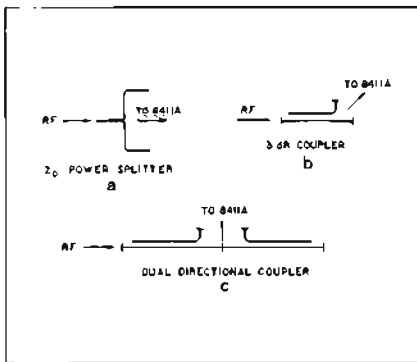 TO 8411A
RF
Z0 POWER SPLITTER
a
TO 8411A
RF
3 dB COUPLER
b
TO 8411A
RF
DUAL DIRECTIONAL COUPLER
c